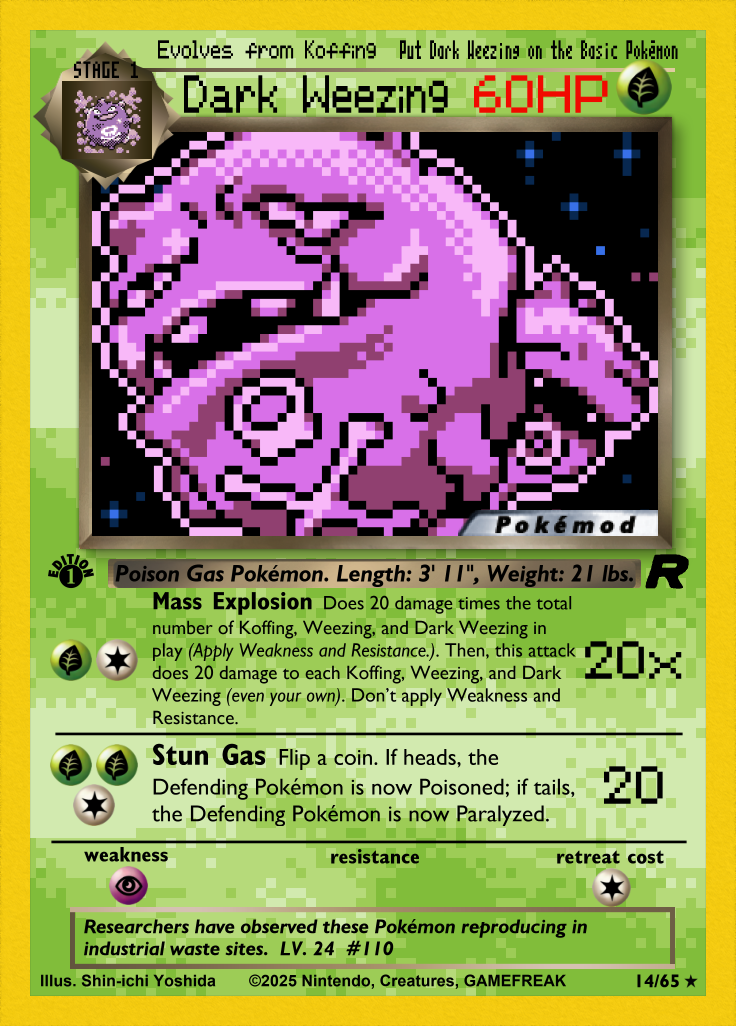 Evolves from Koffing Put Dark Weezing on the Basic Pokémon
STAGE 1
Dark Weezing 60HP
Pokémod
EDITION 1
Poison Gas Pokémon. Length: 3' 11", Weight: 21 lbs. R
Mass Explosion Does 20 damage times the total
number of Koffing, Weezing, and Dark Weezing in
play (Apply Weakness and Resistance.). Then, this attack
does 20 damage to each Koffing, Weezing, and Dark
Weezing (even your own). Don't apply Weakness and
Resistance.
20x
Stun Gas Flip a coin. If heads, the
Defending Pokémon is now Poisoned; if tails,
the Defending Pokémon is now Paralyzed.
20
weakness resistance retreat cost
Researchers have observed these Pokémon reproducing in
industrial waste sites. LV. 24 #110
Illus. Shin-ichi Yoshida ©2025 Nintendo, Creatures, GAMEFREAK 14/65 ★